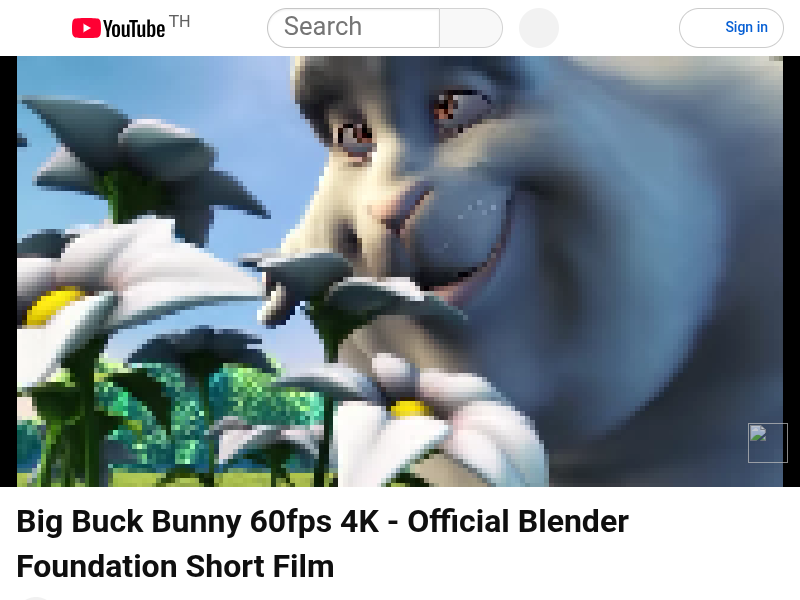 YouTube TH
Search
Sign in
Big Buck Bunny 60fps 4K - Official Blender
Foundation Short Film